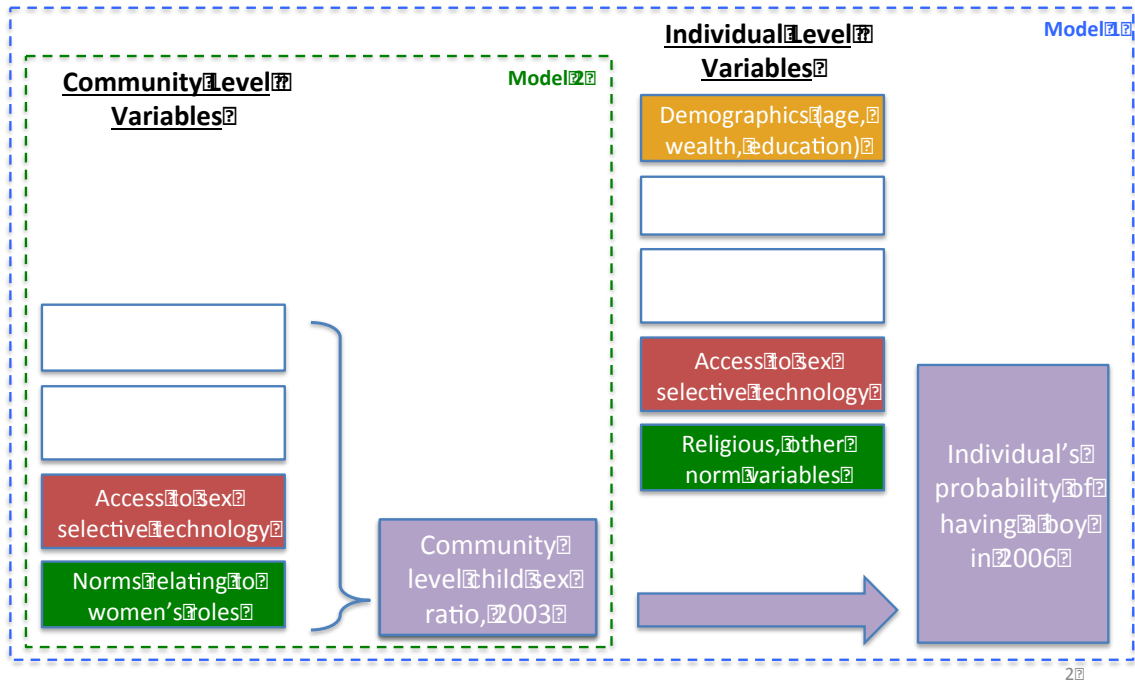 Model 1
Individual Level
Variables
Model 2
Community Level
Variables
Demographics (age,
wealth, education)
Access to sex
selective technology
Religious, other
norm variables
Access to sex
selective technology
Norms relating to
women's roles
Community
level child sex
ratio, 2003
Individual's
probability of
having a boy
in 2006
2